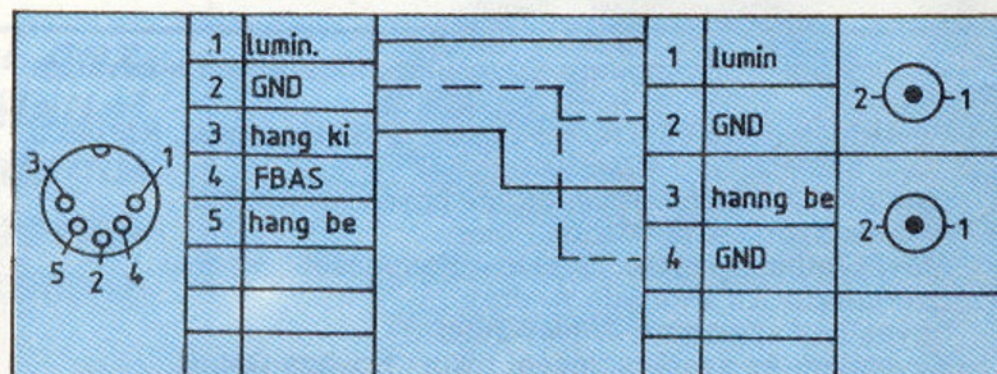 1 lumin.
2 GND
3 hang ki
4 FBAS
5 hang be
3 1
5 2 4
1 lumin
2 GND
3 hanng be
4 GND
2 1
2 1